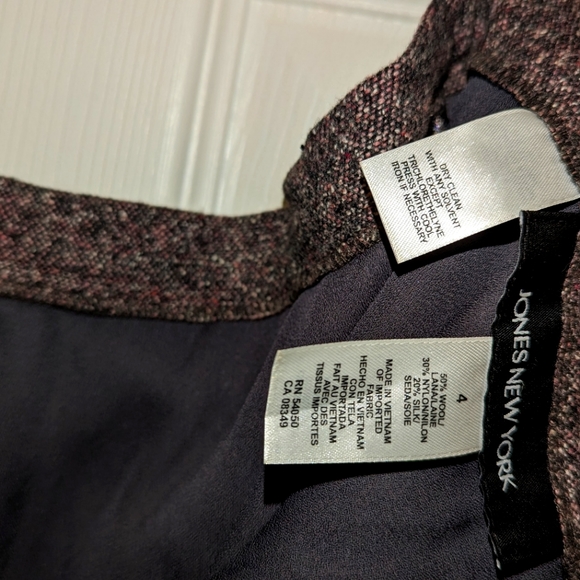 DRY CLEAN
WITH ANY SOLVENT
EXCEPT
TRICHLORETHELYNE
PRESS WITH COOL
IRON IF NECESSARY
JONES NEW YORK
4
50% WOOL/
LANA/LAINE
30% NYLON/NILON
20% SILK/
SEDA/SOIE
MADE IN VIETNAM
OF IMPORTED
FABRIC
HECHO EN VIETNAM
CON TELA
IMPORTADA
FAIT AU VIETNAM
AVEC DES
TISSUS IMPORTES
RN 54050
CA 08349